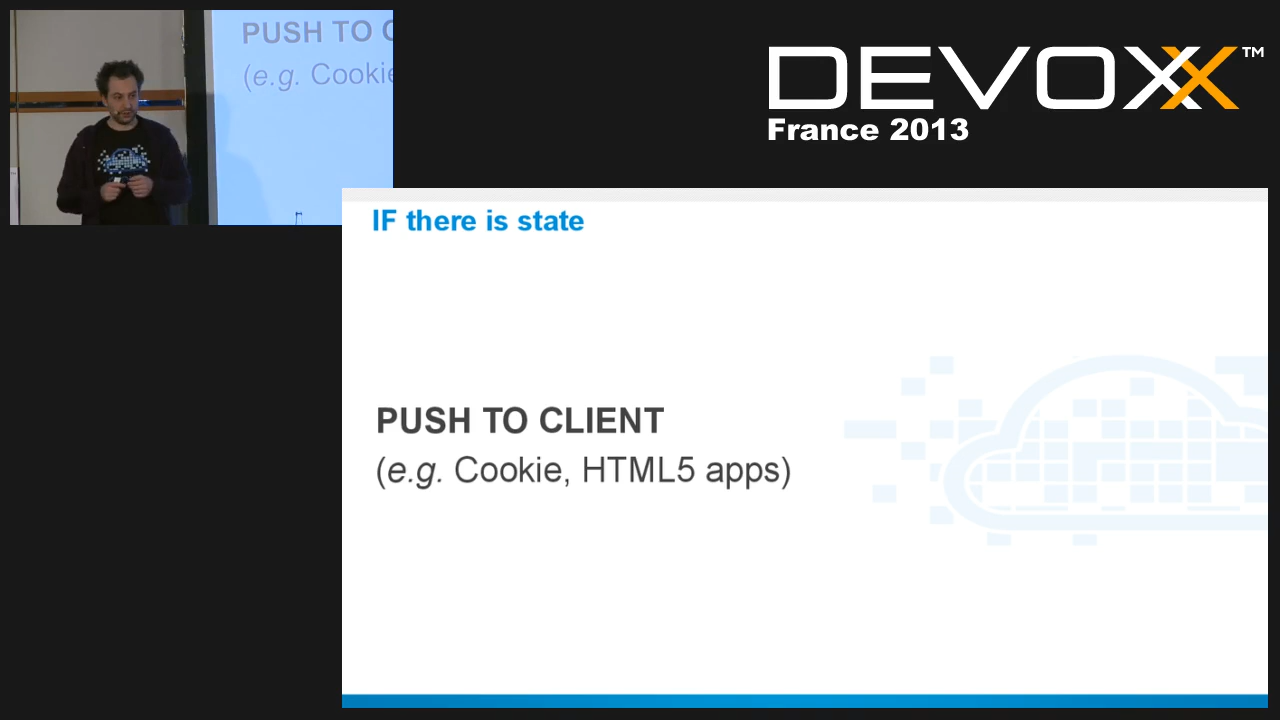 PUSH TO C
(e.g. Cookie
DEVOXX™
France 2013
IF there is state
PUSH TO CLIENT
(e.g. Cookie, HTML5 apps)